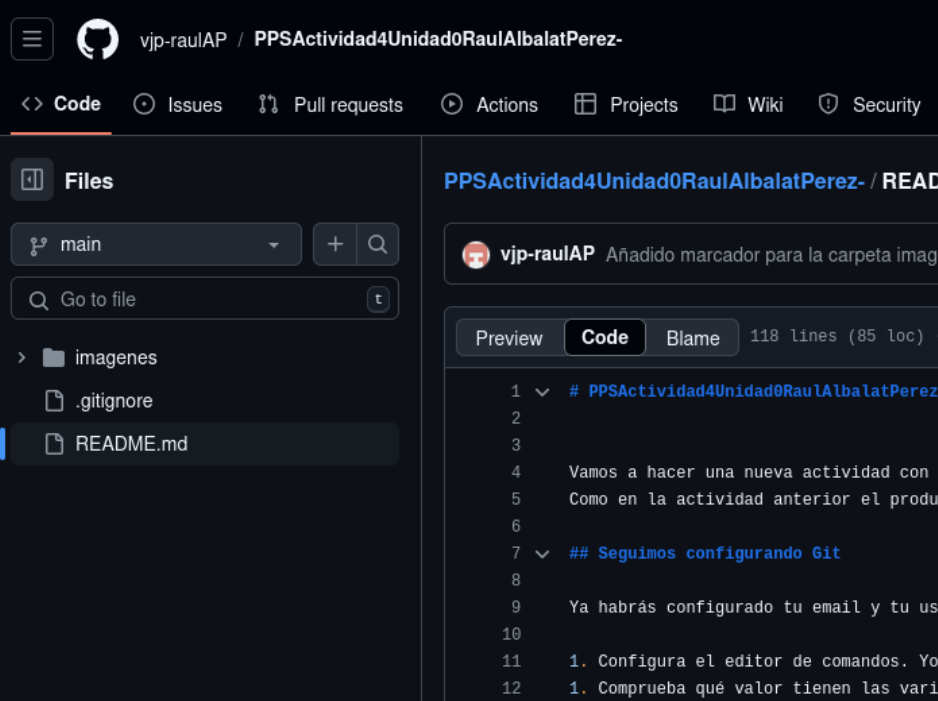 vjp-raulAP / PPSActividad4Unidad0RaulAlbalatPerez-
Code Issues Pull requests Actions Projects Wiki Security
Files
main
Go to file t
imagenes
.gitignore
README.md
PPSActividad4Unidad0RaulAlbalatPerez- / READ
vjp-raulAP Añadido marcador para la carpeta imag
Preview Code Blame 118 lines (85 loc)
1 # PPSActividad4Unidad0RaulAlbalatPerez
2
3
4 Vamos a hacer una nueva actividad con
5 Como en la actividad anterior el produ
6
7 ## Seguimos configurando Git
8
9 Ya habrás configurado tu email y tu us
10
11 1. Configura el editor de comandos. Yo
12 1. Comprueba qué valor tienen las vari